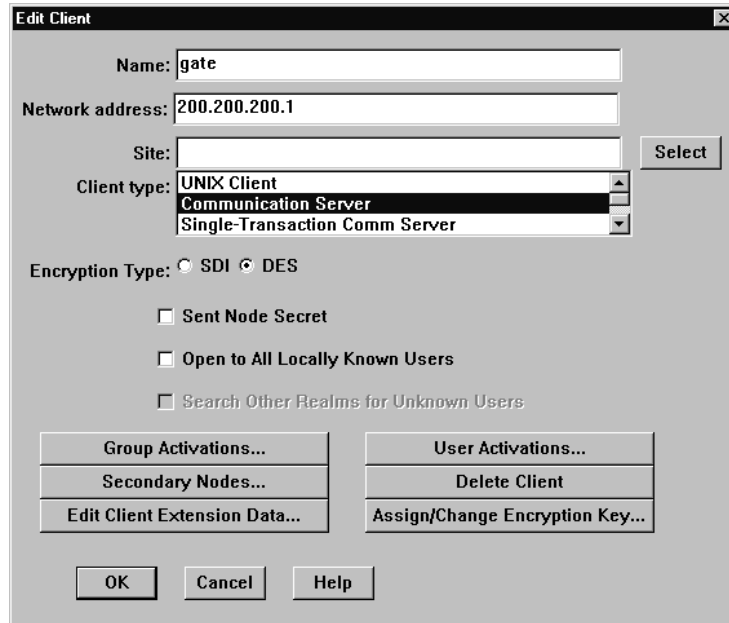 Edit Client
Name: gate
Network address: 200.200.200.1
Site: Select
Client type: UNIX Client
Communication Server
Single-Transaction Comm Server
Encryption Type: SDI DES
Sent Node Secret
Open to All Locally Known Users
Search Other Realms for Unknown Users
Group Activations... User Activations...
Secondary Nodes... Delete Client
Edit Client Extension Data... Assign/Change Encryption Key...
OK Cancel Help